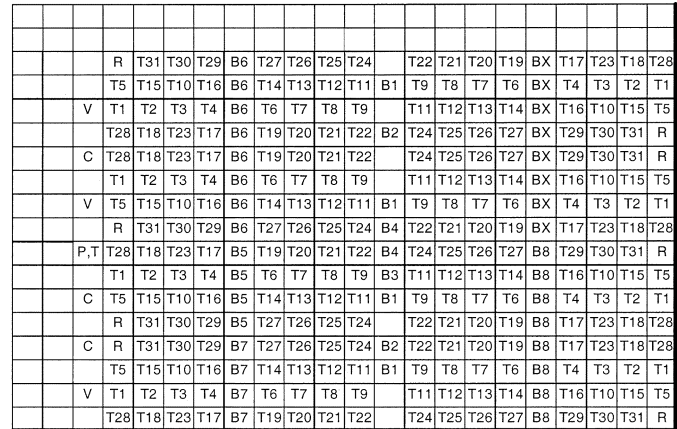 R T31 T30 T29 B6 T27 T26 T25 T24 T22 T21 T20 T19 BX T17 T23 T18 T28
T5 T15 T10 T16 B6 T14 T13 T12 T11 B1 T9 T8 T7 T6 BX T4 T3 T2 T1
V T1 T2 T3 T4 B6 T6 T7 T8 T9 T11 T12 T13 T14 BX T16 T10 T15 T5
T28 T18 T23 T17 B6 T19 T20 T21 T22 B2 T24 T25 T26 T27 BX T29 T30 T31 R
C T28 T18 T23 T17 B6 T19 T20 T21 T22 T24 T25 T26 T27 BX T29 T30 T31 R
T1 T2 T3 T4 B6 T6 T7 T8 T9 T11 T12 T13 T14 BX T16 T10 T15 T5
V T5 T15 T10 T16 B6 T14 T13 T12 T11 B1 T9 T8 T7 T6 BX T4 T3 T2 T1
R T31 T30 T29 B6 T27 T26 T25 T24 B4 T22 T21 T20 T19 BX T17 T23 T18 T28
P,T T28 T18 T23 T17 B5 T19 T20 T21 T22 B4 T24 T25 T26 T27 B8 T29 T30 T31 R
T1 T2 T3 T4 B5 T6 T7 T8 T9 B3 T11 T12 T13 T14 B8 T16 T10 T15 T5
C T5 T15 T10 T16 B5 T14 T13 T12 T11 B1 T9 T8 T7 T6 B8 T4 T3 T2 T1
R T31 T30 T29 B5 T27 T26 T25 T24 T22 T21 T20 T19 B8 T17 T23 T18 T28
C R T31 T30 T29 B7 T27 T26 T25 T24 B2 T22 T21 T20 T19 B8 T17 T23 T18 T28
T5 T15 T10 T16 B7 T14 T13 T12 T11 B1 T9 T8 T7 T6 B8 T4 T3 T2 T1
V T1 T2 T3 T4 B7 T6 T7 T8 T9 T11 T12 T13 T14 B8 T16 T10 T15 T5
T28 T18 T23 T17 B7 T19 T20 T21 T22 T24 T25 T26 T27 B8 T29 T30 T31 R